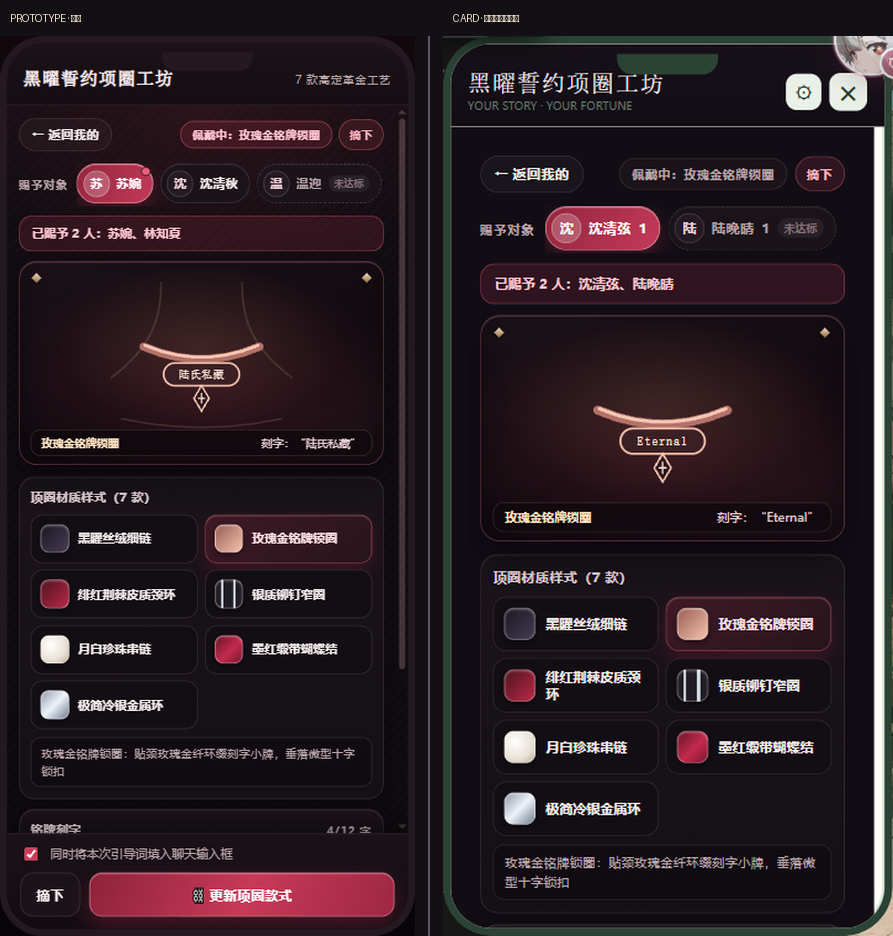 PROTOTYPE·
黑曜誓约项圈工坊
7 款高定革金工艺
← 返回我的
佩戴中：玫瑰金铭牌锁圈
摘下
赐予对象
苏 苏婉
沈 沈清秋
温 温迎 未达标
已赐予 2 人：苏婉、林知夏
陆氏私藏
玫瑰金铭牌锁圈
刻字：“陆氏私藏”
项圈材质样式（7 款）
黑曜丝绒细链
玫瑰金铭牌锁圈
绯红荆棘皮质颈环
银质铆钉窄圈
月白珍珠串链
墨红缎带蝴蝶结
极简冷银金属环
玫瑰金铭牌锁圈：贴颈玫瑰金纤环缀刻字小牌，垂落微型十字
锁扣
铭牌刻字
4/12 字
同时将本次引导词填入聊天输入框
摘下
更新项圈款式
CARD·
黑曜誓约项圈工坊
YOUR STORY · YOUR FORTUNE
← 返回我的
佩戴中：玫瑰金铭牌锁圈
摘下
赐予对象
沈 沈清弦 1
陆 陆晚晴 1 未达标
已赐予 2 人：沈清弦、陆晚晴
Eternal
玫瑰金铭牌锁圈
刻字：“Eternal”
项圈材质样式（7 款）
黑曜丝绒细链
玫瑰金铭牌锁圈
绯红荆棘皮质颈
环
银质铆钉窄圈
月白珍珠串链
墨红缎带蝴蝶结
极简冷银金属环
玫瑰金铭牌锁圈：贴颈玫瑰金纤环缀刻字小牌，垂落微
型十字锁扣